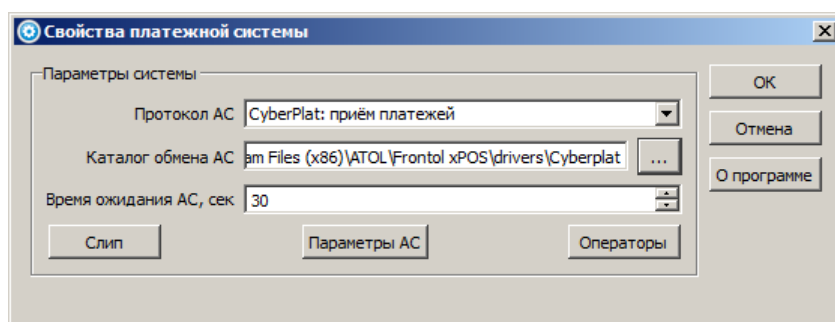 Свойства платежной системы
Параметры системы
Протокол АС CyberPlat: приём платежей
Каталог обмена АС am Files (x86)\ATOL\Frontol xPOS\drivers\Cyberplat ...
Время ожидания АС, сек 30
Слип Параметры АС Операторы
ОК
Отмена
О программе